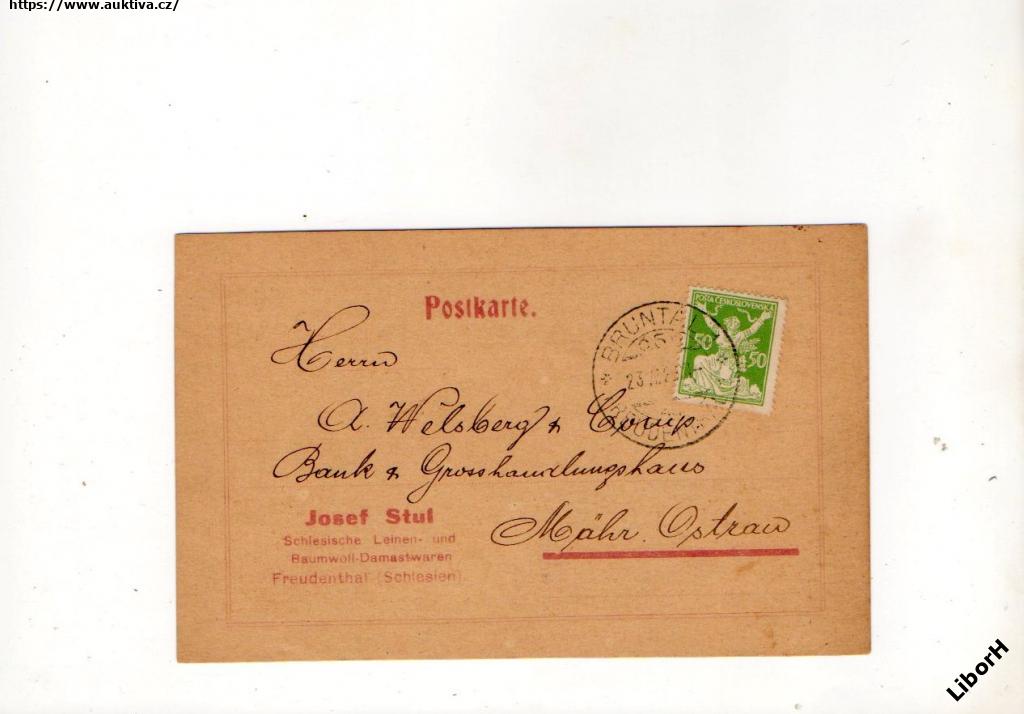 https://www.auktiva.cz/
Postkarte.
POŠTA ČESKOSLOVENSKÁ
50 50
BRUNTÁL
23
Herrn
A. Welsberg & Comp
Bank & Grosshandlungshaus
Mähr. Ostrau
Josef Stul
Schlesische Leinen- und
Baumwoll-Damastwaren
Freudenthal (Schlesien).
LiborH